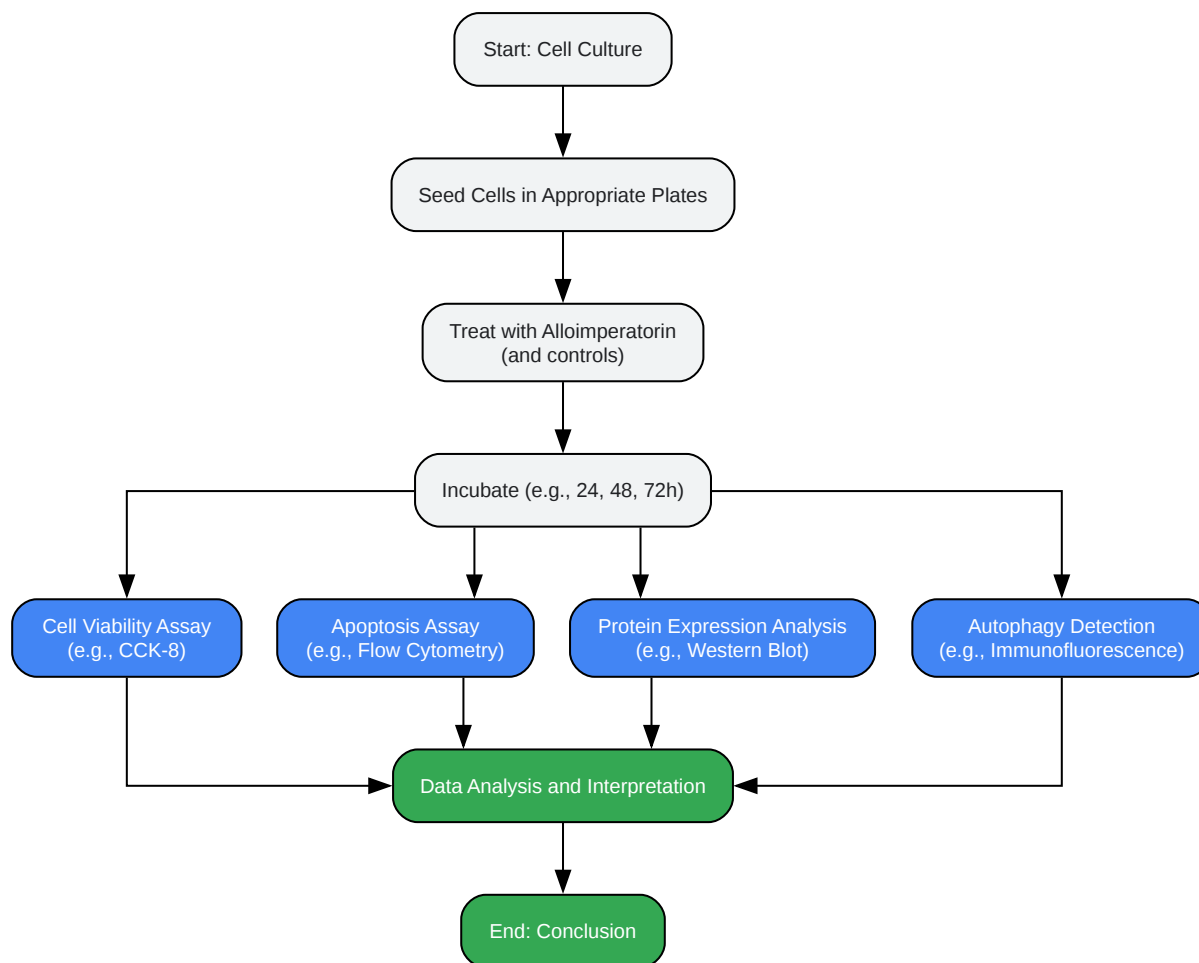 Start: Cell Culture
Seed Cells in Appropriate Plates
Treat with Alloimperatorin
(and controls)
Incubate (e.g., 24, 48, 72h)
Cell Viability Assay
(e.g., CCK-8)
Apoptosis Assay
(e.g., Flow Cytometry)
Protein Expression Analysis
(e.g., Western Blot)
Autophagy Detection
(e.g., Immunofluorescence)
Data Analysis and Interpretation
End: Conclusion